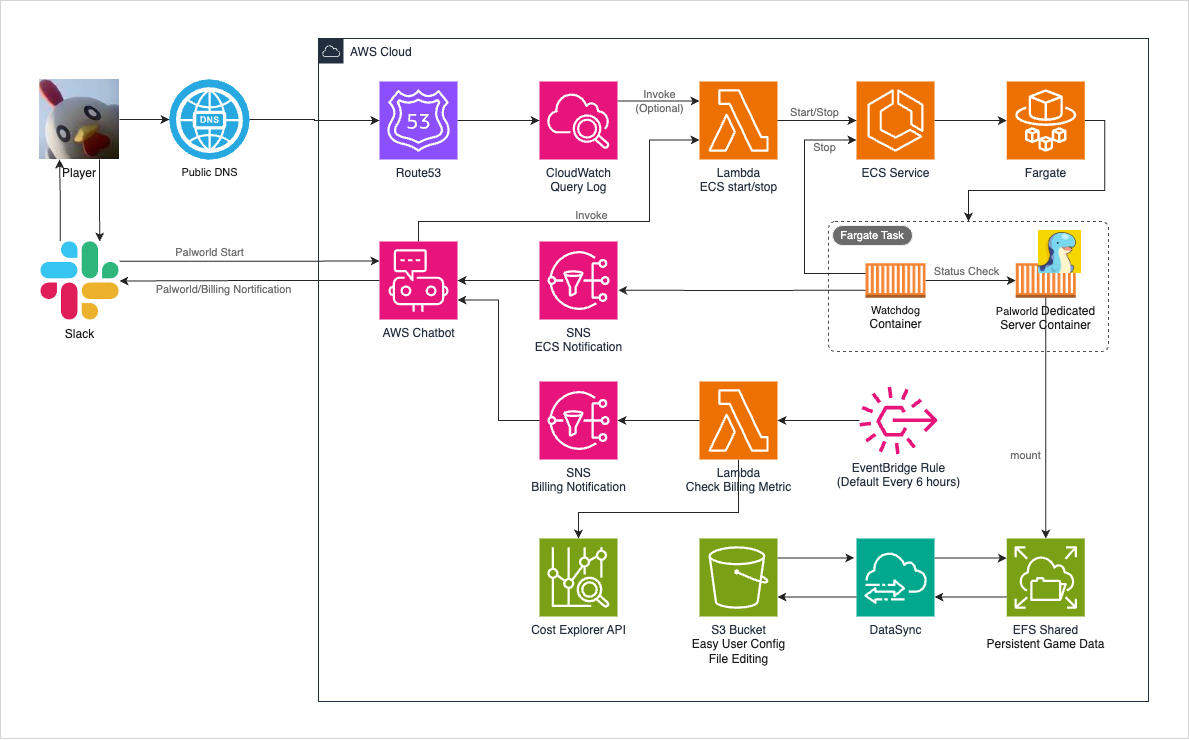 AWS Cloud
Player
DNS
Public DNS
53
Route53
CloudWatch
Query Log
Invoke
(Optional)
Lambda
ECS start/stop
Start/Stop
Stop
ECS Service
Fargate
Invoke
Fargate Task
Status Check
Watchdog
Container
Palworld Dedicated
Server Container
Palworld Start
Palworld/Billing Nortification
Slack
AWS Chatbot
SNS
ECS Notification
SNS
Billing Notification
Lambda
Check Billing Metric
EventBridge Rule
(Default Every 6 hours)
mount
Cost Explorer API
S3 Bucket
Easy User Config
File Editing
DataSync
EFS Shared
Persistent Game Data